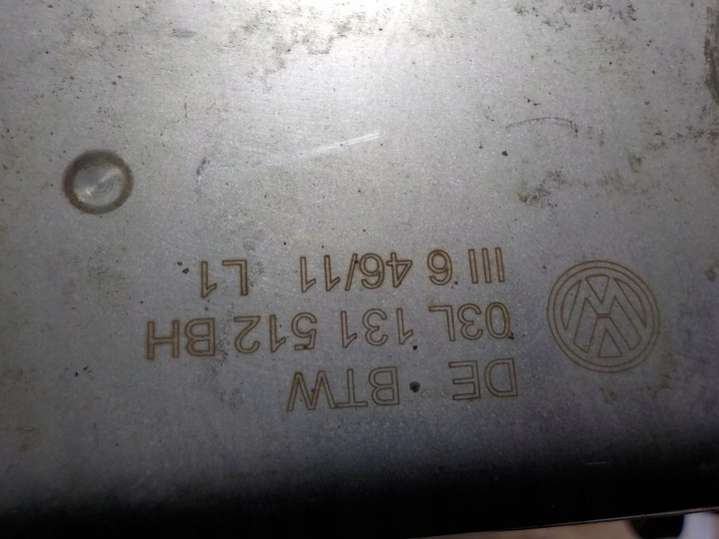 DE · BTW
03L 131 512 BH
III 6 46/11 L1